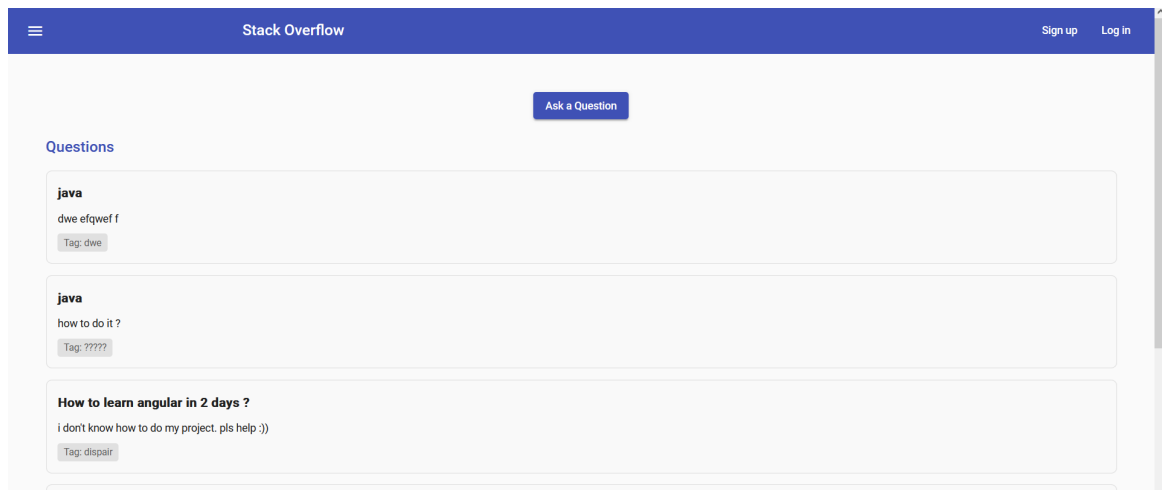 Stack Overflow
Sign up
Log in
Ask a Question
Questions
java
dwe efqwef f
Tag: dwe
java
how to do it ?
Tag: ?????
How to learn angular in 2 days ?
i don't know how to do my project. pls help :))
Tag: dispair